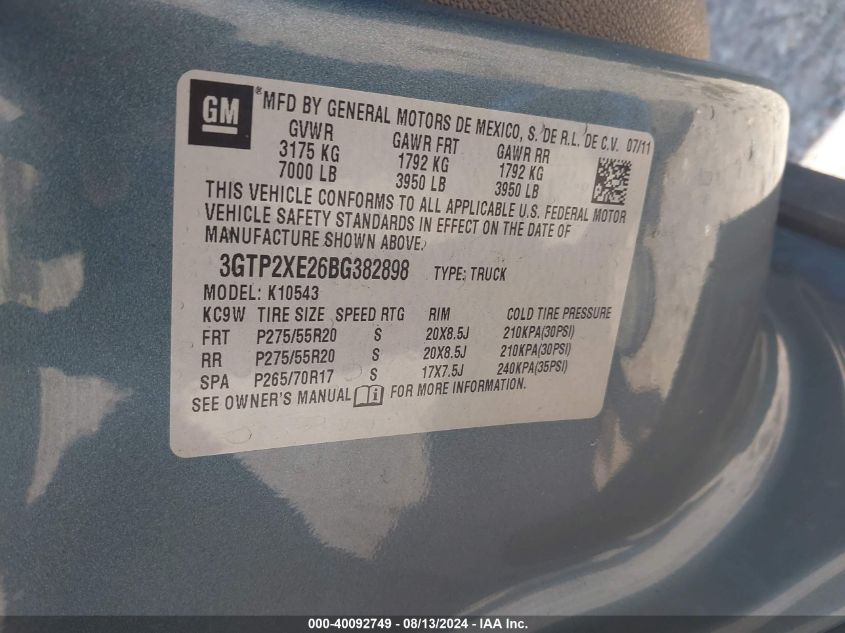 GM ® MFD BY GENERAL MOTORS DE MEXICO, S. DE R.L. DE C.V. 07/11
GVWR GAWR FRT GAWR RR
3175 KG 1792 KG 1792 KG
7000 LB 3950 LB 3950 LB
THIS VEHICLE CONFORMS TO ALL APPLICABLE U.S. FEDERAL MOTOR
VEHICLE SAFETY STANDARDS IN EFFECT ON THE DATE OF
MANUFACTURE SHOWN ABOVE.
3GTP2XE26BG382898 TYPE: TRUCK
MODEL: K10543
KC9W TIRE SIZE SPEED RTG RIM COLD TIRE PRESSURE
FRT P275/55R20 S 20X8.5J 210KPA(30PSI)
RR P275/55R20 S 20X8.5J 210KPA(30PSI)
SPA P265/70R17 S 17X7.5J 240KPA(35PSI)
SEE OWNER'S MANUAL FOR MORE INFORMATION.
000-40092749 - 08/13/2024 - IAAI.com - Copyright 2024 IAA, Inc.